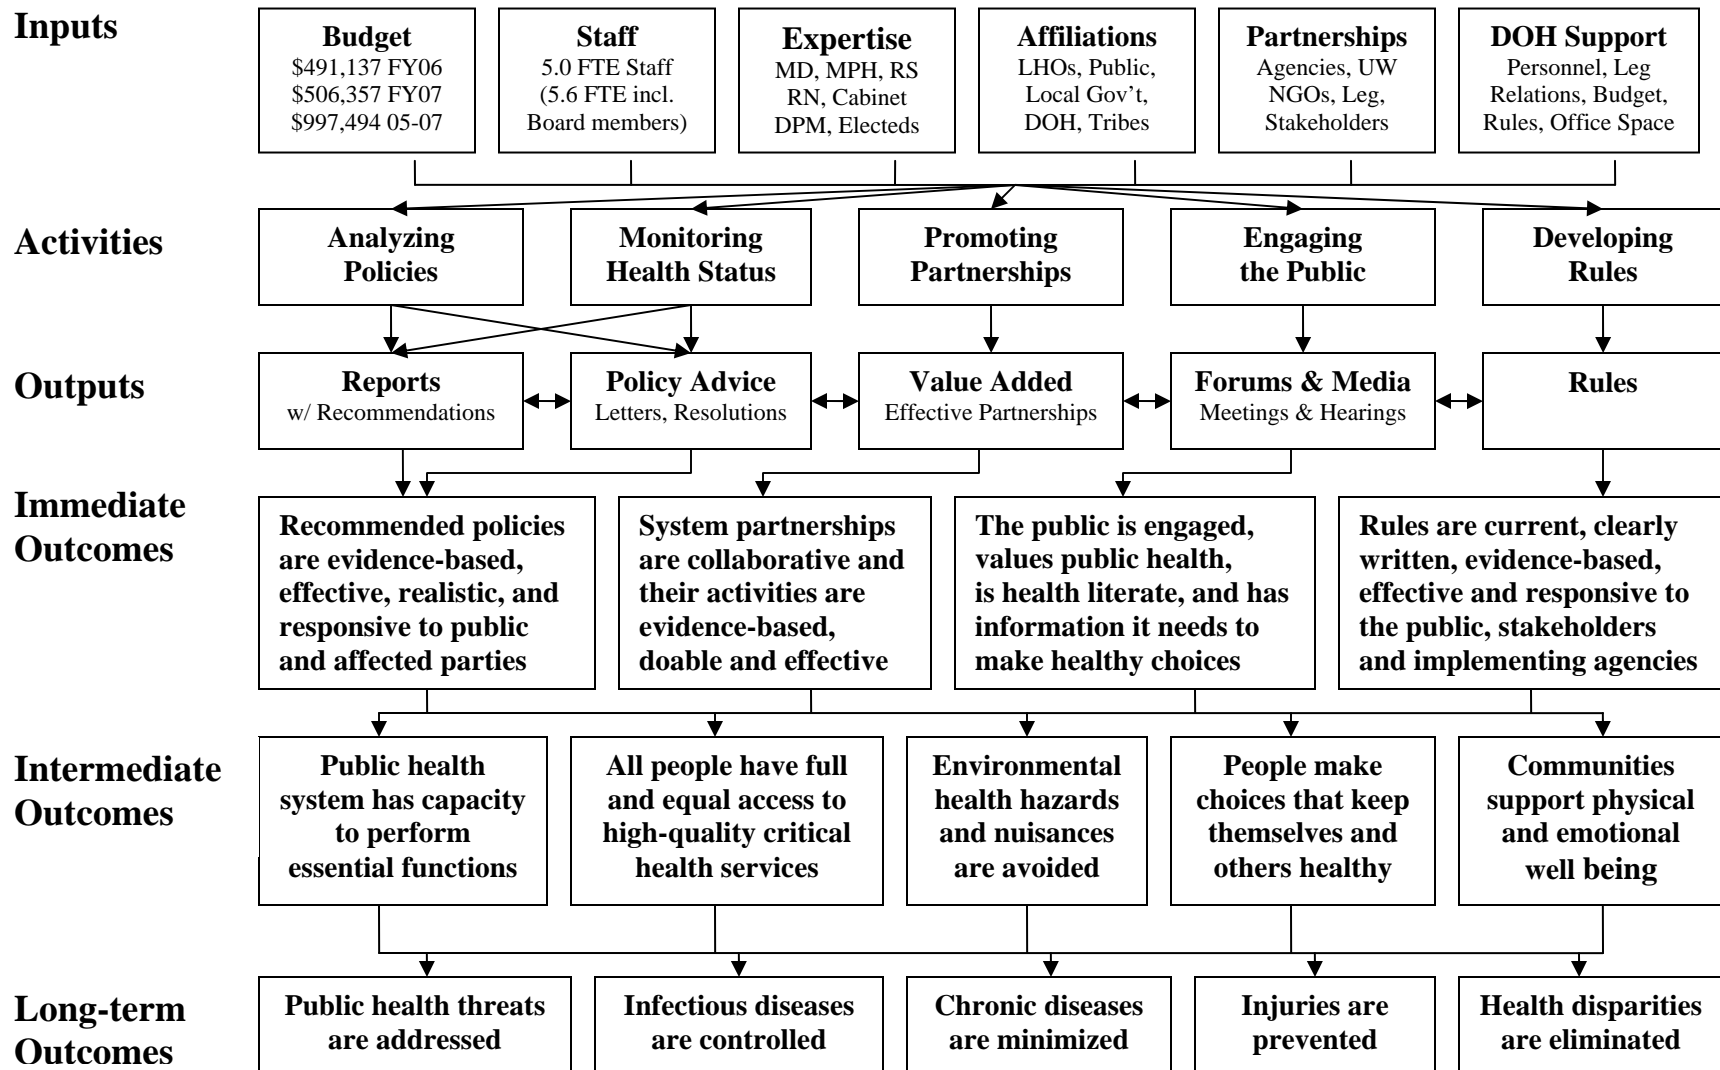 Inputs
Budget
$491,137 FY06
$506,357 FY07
$997,494 05-07
Staff
5.0 FTE Staff
(5.6 FTE incl.
Board members)
Expertise
MD, MPH, RS
RN, Cabinet
DPM, Electeds
Affiliations
LHOs, Public,
Local Gov’t,
DOH, Tribes
Partnerships
Agencies, UW
NGOs, Leg,
Stakeholders
DOH Support
Personnel, Leg
Relations, Budget,
Rules, Office Space
Activities
Analyzing
Policies
Monitoring
Health Status
Promoting
Partnerships
Engaging
the Public
Developing
Rules
Outputs
Reports
w/ Recommendations
Policy Advice
Letters, Resolutions
Value Added
Effective Partnerships
Forums & Media
Meetings & Hearings
Rules
Immediate
Outcomes
Recommended policies
are evidence-based,
effective, realistic, and
responsive to public
and affected parties
System partnerships
are collaborative and
their activities are
evidence-based,
doable and effective
The public is engaged,
values public health,
is health literate, and has
information it needs to
make healthy choices
Rules are current, clearly
written, evidence-based,
effective and responsive to
the public, stakeholders
and implementing agencies
Intermediate
Outcomes
Public health
system has capacity
to perform
essential functions
All people have full
and equal access to
high-quality critical
health services
Environmental
health hazards
and nuisances
are avoided
People make
choices that keep
themselves and
others healthy
Communities
support physical
and emotional
well being
Long-term
Outcomes
Public health threats
are addressed
Infectious diseases
are controlled
Chronic diseases
are minimized
Injuries are
prevented
Health disparities
are eliminated